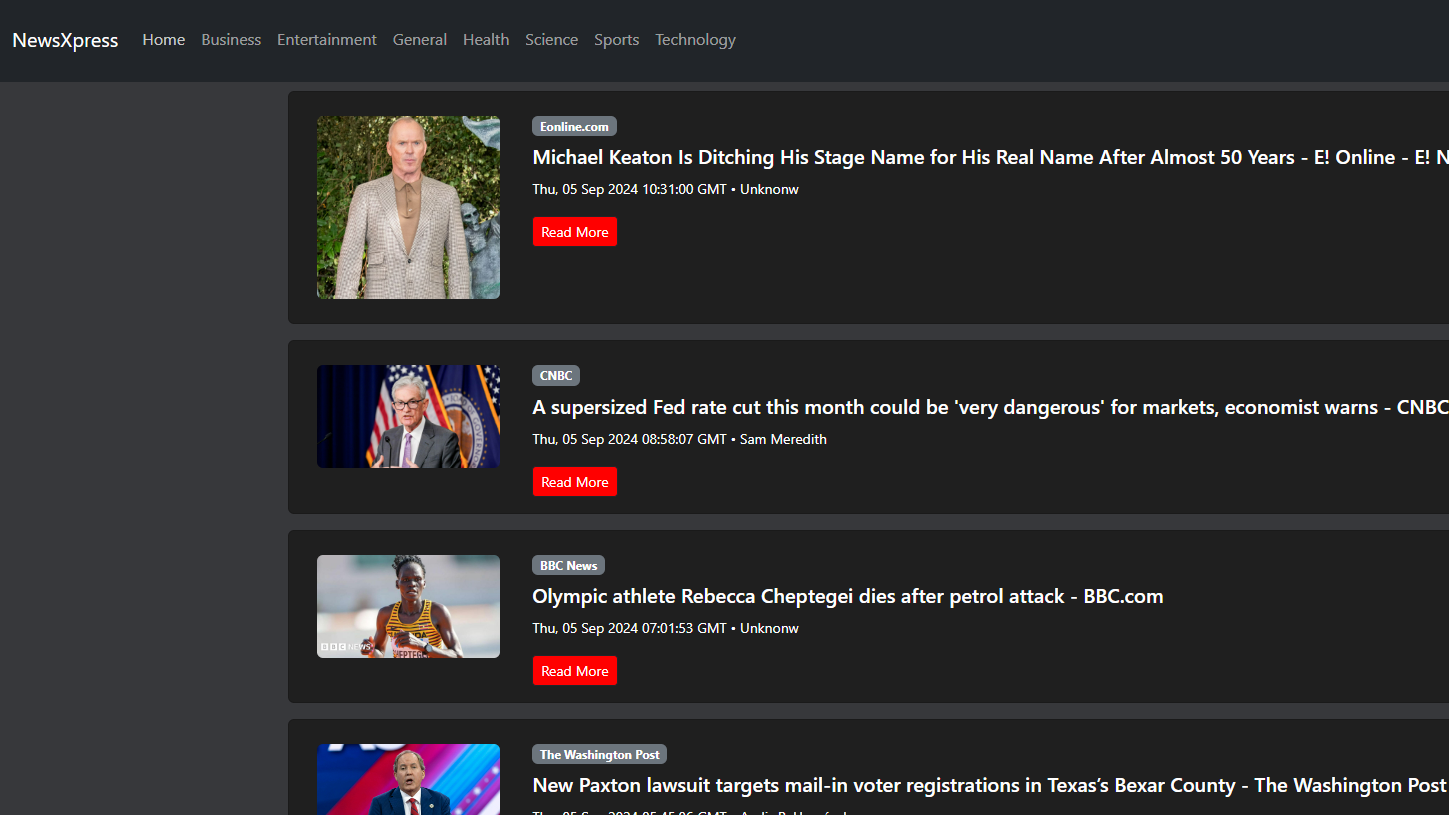 NewsXpress Home Business Entertainment General Health Science Sports Technology
Eonline.com
Michael Keaton Is Ditching His Stage Name for His Real Name After Almost 50 Years - E! Online - E! N
Thu, 05 Sep 2024 10:31:00 GMT • Unknonw
Read More
CNBC
A supersized Fed rate cut this month could be 'very dangerous' for markets, economist warns - CNBC
Thu, 05 Sep 2024 08:58:07 GMT • Sam Meredith
Read More
BBC News
Olympic athlete Rebecca Cheptegei dies after petrol attack - BBC.com
Thu, 05 Sep 2024 07:01:53 GMT • Unknonw
BBC NEWS
Read More
The Washington Post
New Paxton lawsuit targets mail-in voter registrations in Texas’s Bexar County - The Washington Post
Thu, 05 Sep 2024